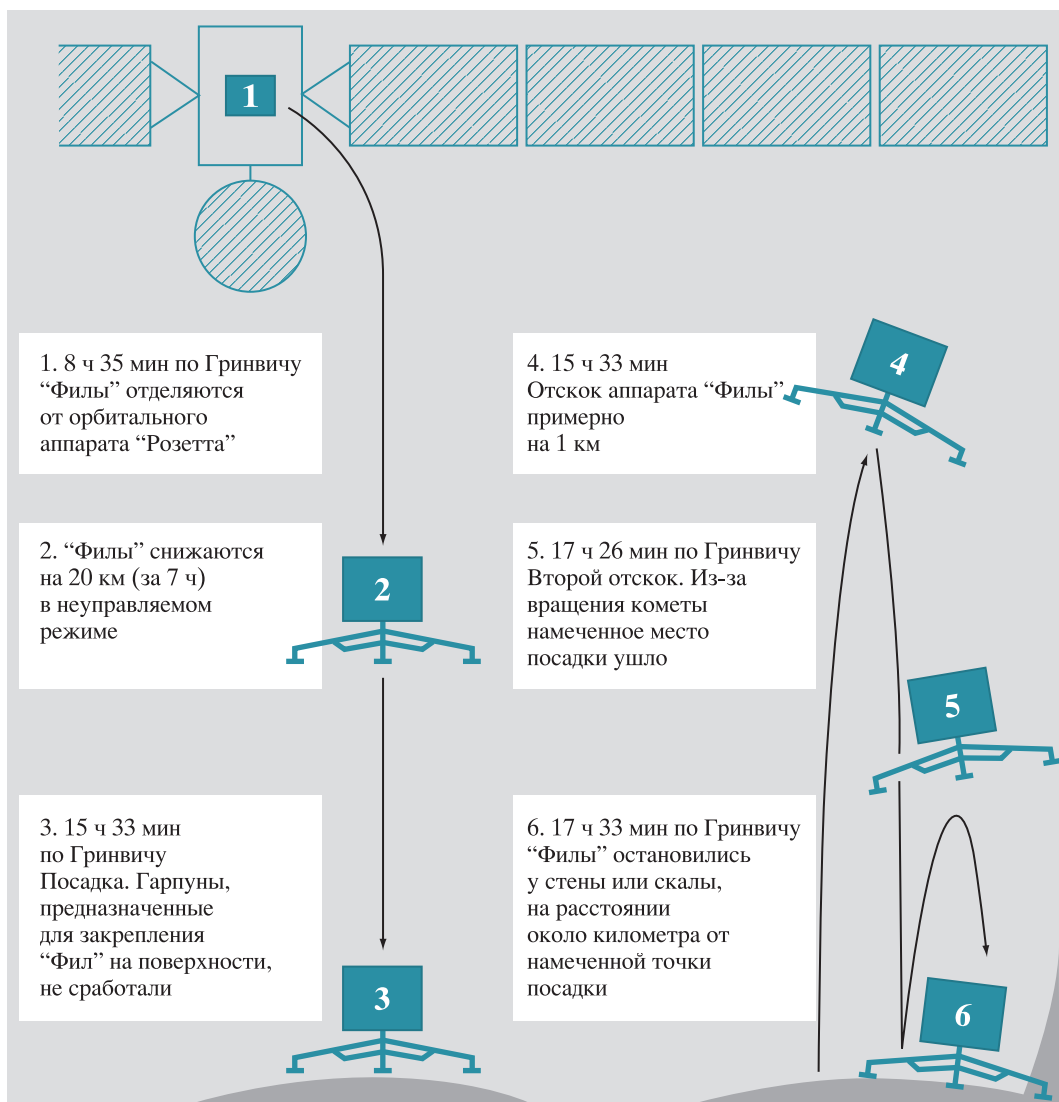 1
1. 8 ч 35 мин по Гринвичу
“Филы” отделяются
от орбитального
аппарата “Розетта”
2. “Филы” снижаются
на 20 км (за 7 ч)
в неуправляемом
режиме
2
3. 15 ч 33 мин
по Гринвичу
Посадка. Гарпуны,
предназначенные
для закрепления
“Фил” на поверхности,
не сработали
3
4. 15 ч 33 мин
Отскок аппарата “Филы”
примерно
на 1 км
4
5. 17 ч 26 мин по Гринвичу
Второй отскок. Из-за
вращения кометы
намеченное место
посадки ушло
5
6. 17 ч 33 мин по Гринвичу
“Филы” остановились
у стены или скалы,
на расстоянии
около километра от
намеченной точки
посадки
6